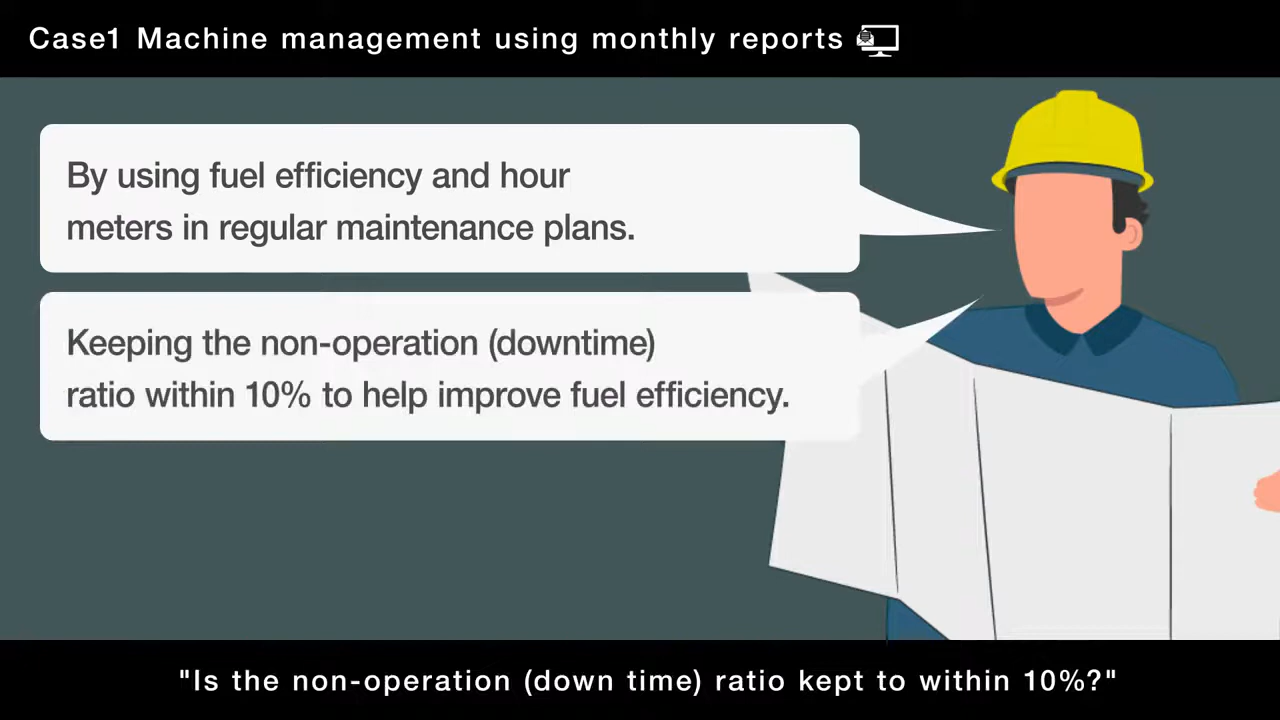 Case1 Machine management using monthly reports
By using fuel efficiency and hour
meters in regular maintenance plans.
Keeping the non-operation (downtime)
ratio within 10% to help improve fuel efficiency.
"Is the non-operation (down time) ratio kept to within 10%?"